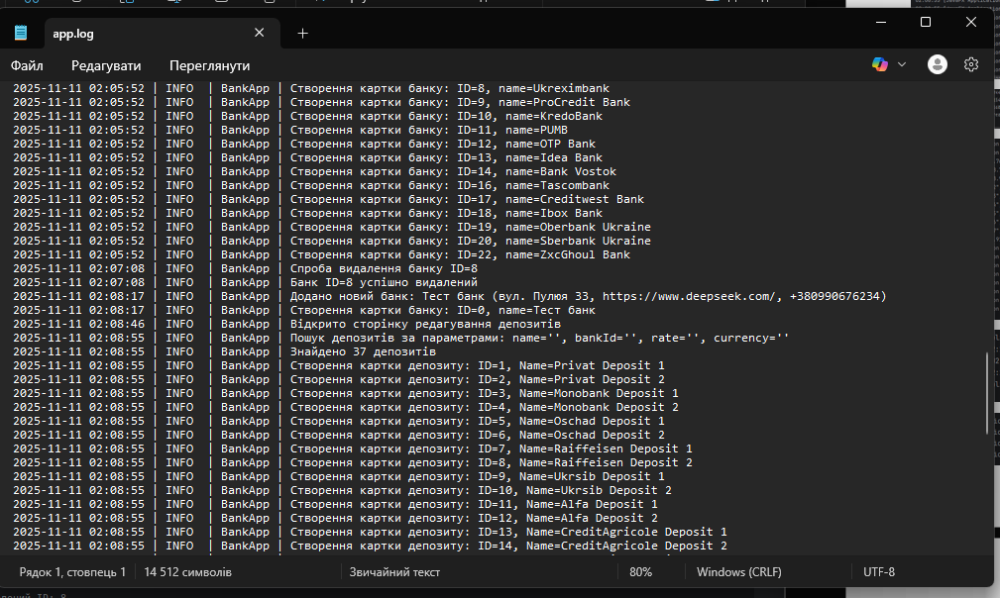 app.log
Файл Редагувати Переглянути
2025-11-11 02:05:52 | INFO | BankApp | Створення картки банку: ID=8, name=Ukreximbank
2025-11-11 02:05:52 | INFO | BankApp | Створення картки банку: ID=9, name=ProCredit Bank
2025-11-11 02:05:52 | INFO | BankApp | Створення картки банку: ID=10, name=KredoBank
2025-11-11 02:05:52 | INFO | BankApp | Створення картки банку: ID=11, name=PUMB
2025-11-11 02:05:52 | INFO | BankApp | Створення картки банку: ID=12, name=OTP Bank
2025-11-11 02:05:52 | INFO | BankApp | Створення картки банку: ID=13, name=Idea Bank
2025-11-11 02:05:52 | INFO | BankApp | Створення картки банку: ID=14, name=Bank Vostok
2025-11-11 02:05:52 | INFO | BankApp | Створення картки банку: ID=16, name=Tascombank
2025-11-11 02:05:52 | INFO | BankApp | Створення картки банку: ID=17, name=Creditwest Bank
2025-11-11 02:05:52 | INFO | BankApp | Створення картки банку: ID=18, name=Ibox Bank
2025-11-11 02:05:52 | INFO | BankApp | Створення картки банку: ID=19, name=Oberbank Ukraine
2025-11-11 02:05:52 | INFO | BankApp | Створення картки банку: ID=20, name=Sberbank Ukraine
2025-11-11 02:05:52 | INFO | BankApp | Створення картки банку: ID=22, name=ZxcGhoul Bank
2025-11-11 02:07:08 | INFO | BankApp | Спроба видалення банку ID=8
2025-11-11 02:07:08 | INFO | BankApp | Банк ID=8 успішно видалений
2025-11-11 02:08:17 | INFO | BankApp | Додано новий банк: Тест банк (вул. Пулюя 33, https://www.deepseek.com/, +380990676234)
2025-11-11 02:08:17 | INFO | BankApp | Створення картки банку: ID=0, name=Тест банк
2025-11-11 02:08:46 | INFO | BankApp | Відкрито сторінку редагування депозитів
2025-11-11 02:08:55 | INFO | BankApp | Пошук депозитів за параметрами: name='', bankId='', rate='', currency=''
2025-11-11 02:08:55 | INFO | BankApp | Знайдено 37 депозитів
2025-11-11 02:08:55 | INFO | BankApp | Створення картки депозиту: ID=1, Name=Privat Deposit 1
2025-11-11 02:08:55 | INFO | BankApp | Створення картки депозиту: ID=2, Name=Privat Deposit 2
2025-11-11 02:08:55 | INFO | BankApp | Створення картки депозиту: ID=3, Name=Monobank Deposit 1
2025-11-11 02:08:55 | INFO | BankApp | Створення картки депозиту: ID=4, Name=Monobank Deposit 2
2025-11-11 02:08:55 | INFO | BankApp | Створення картки депозиту: ID=5, Name=Oschad Deposit 1
2025-11-11 02:08:55 | INFO | BankApp | Створення картки депозиту: ID=6, Name=Oschad Deposit 2
2025-11-11 02:08:55 | INFO | BankApp | Створення картки депозиту: ID=7, Name=Raiffeisen Deposit 1
2025-11-11 02:08:55 | INFO | BankApp | Створення картки депозиту: ID=8, Name=Raiffeisen Deposit 2
2025-11-11 02:08:55 | INFO | BankApp | Створення картки депозиту: ID=9, Name=Ukrsib Deposit 1
2025-11-11 02:08:55 | INFO | BankApp | Створення картки депозиту: ID=10, Name=Ukrsib Deposit 2
2025-11-11 02:08:55 | INFO | BankApp | Створення картки депозиту: ID=11, Name=Alfa Deposit 1
2025-11-11 02:08:55 | INFO | BankApp | Створення картки депозиту: ID=12, Name=Alfa Deposit 2
2025-11-11 02:08:55 | INFO | BankApp | Створення картки депозиту: ID=13, Name=CreditAgricole Deposit 1
2025-11-11 02:08:55 | INFO | BankApp | Створення картки депозиту: ID=14, Name=CreditAgricole Deposit 2
Рядок 1, стовпець 1 14 512 символів Звичайний текст 80% Windows (CRLF) UTF-8